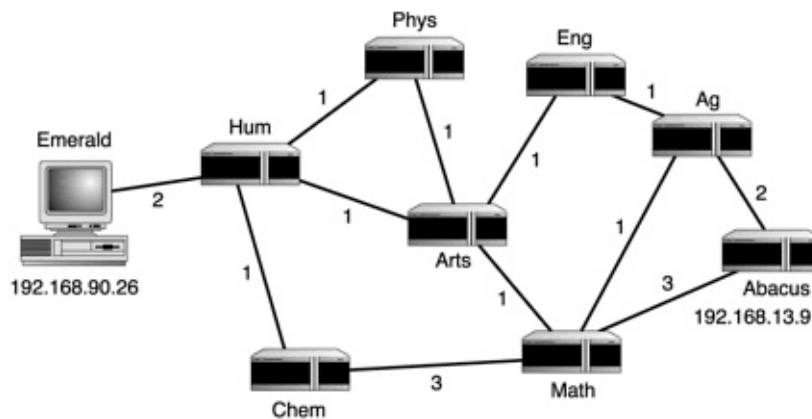 Phys
Eng
1
1
Ag
Emerald
Hum
1
1
2
1
1
2
Arts
1
3
Abacus
192.168.90.26
1
1
192.168.13.9
3
Math
Chem